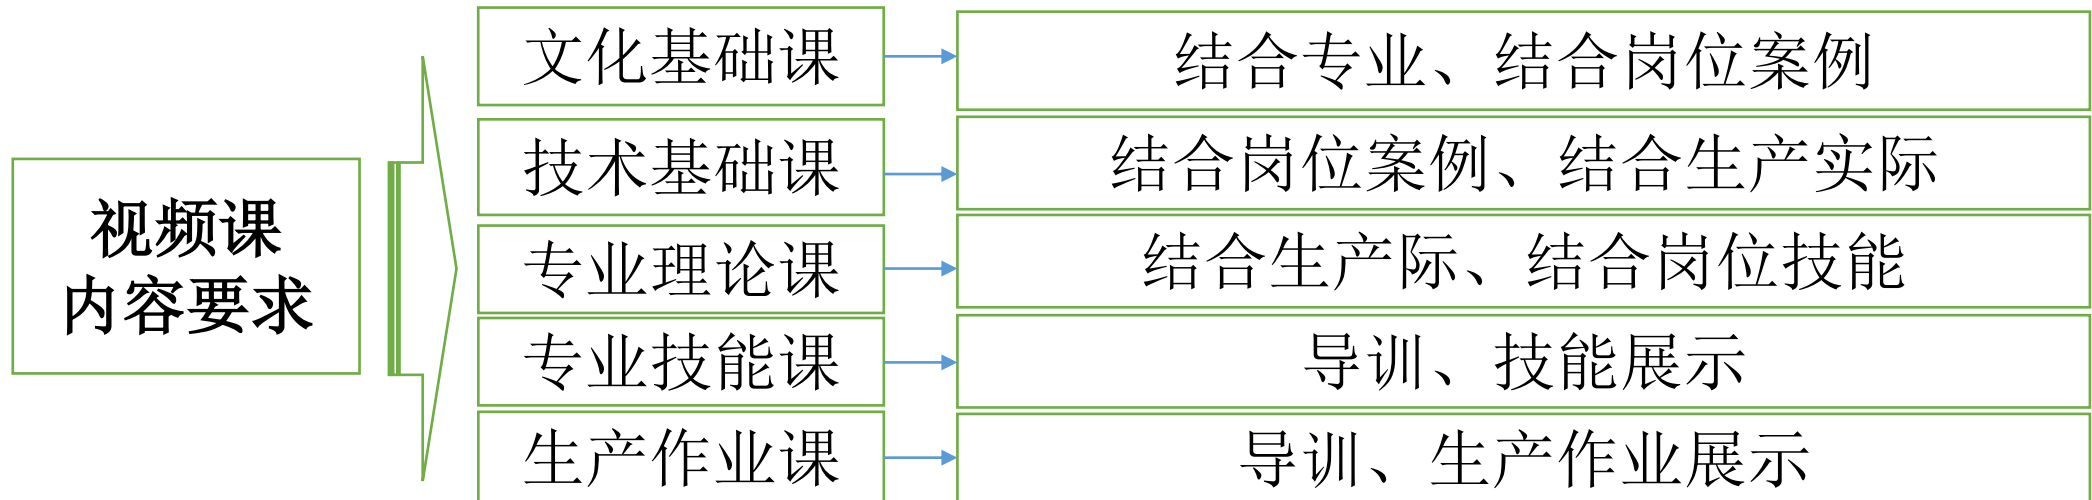 视频课
内容要求
文化基础课
结合专业、结合岗位案例
技术基础课
结合岗位案例、结合生产实际
专业理论课
结合生产际、结合岗位技能
专业技能课
导训、技能展示
生产作业课
导训、生产作业展示